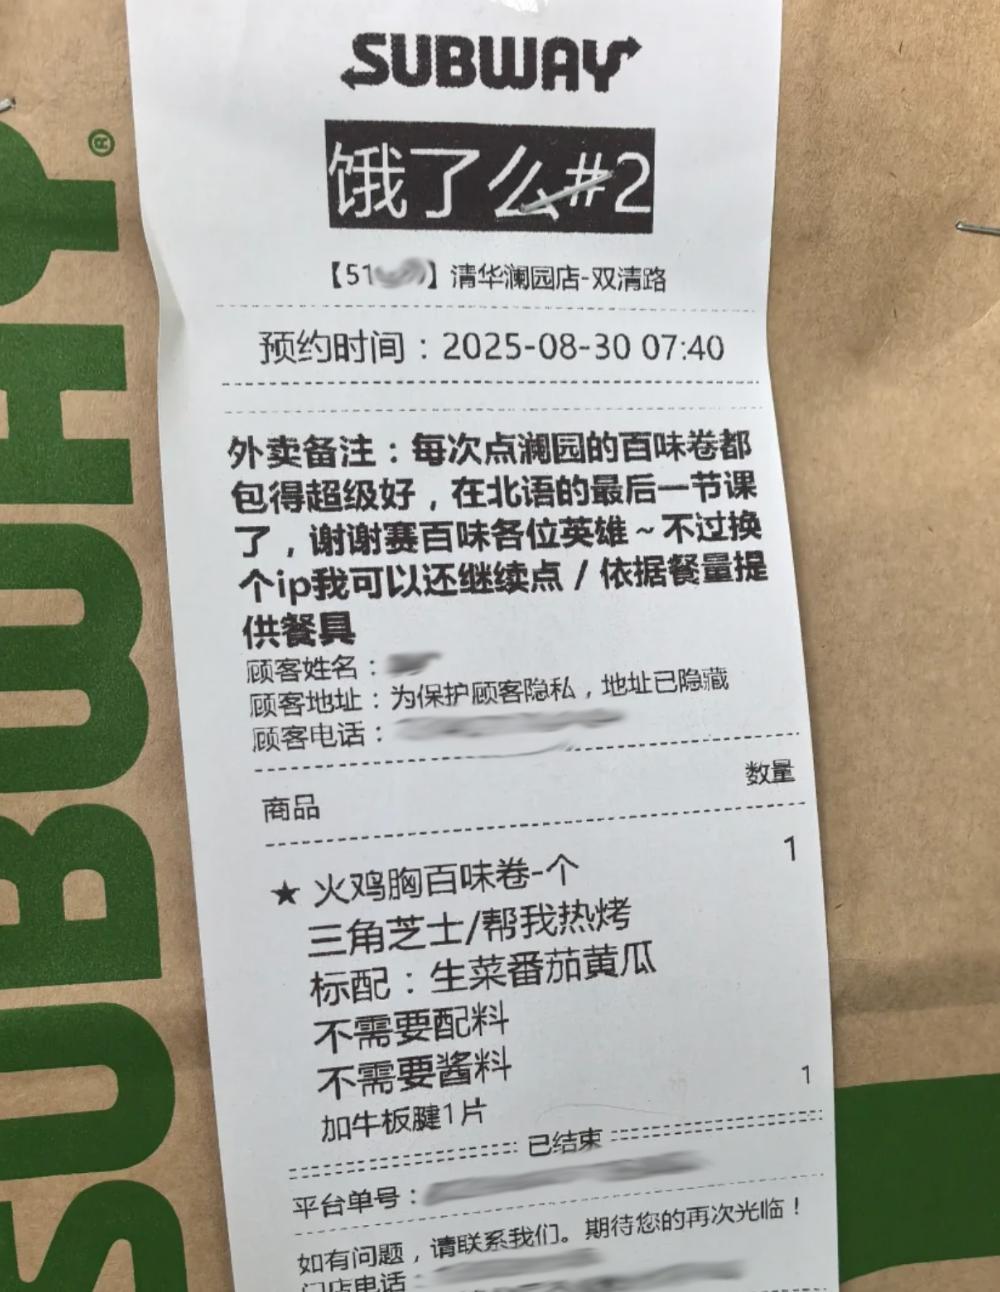 SUBWAY
饿了么#2
【51】清华澜园店-双清路
预约时间：2025-08-30 07:40
外卖备注：每次点澜园的百味卷都
包得超级好，在北语的最后一节课
了，谢谢赛百味各位英雄～不过换
个ip我可以还继续点 / 依据餐量提
供餐具
顾客姓名：
顾客地址：为保护顾客隐私，地址已隐藏
顾客电话：
商品 数量
★ 火鸡胸百味卷-个 1
三角芝士/帮我热烤
标配：生菜番茄黄瓜
不需要配料
不需要酱料
加牛板腱1片 1
已结束
平台单号：
如有问题，请联系我们。期待您的再次光临！
门店电话：
SUBWAY®